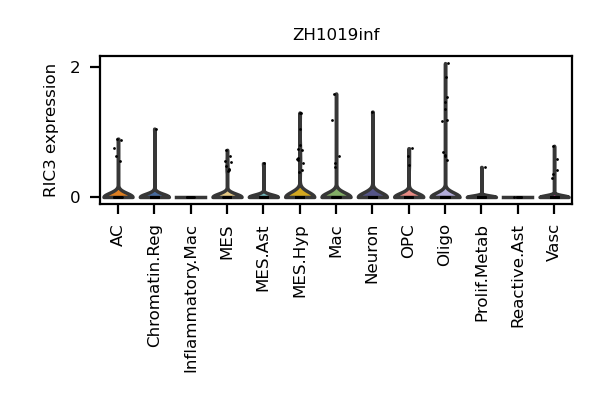 ZH1019inf
RIC3 expression
2
0
AC
Chromatin.Reg
Inflammatory.Mac
MES
MES.Ast
MES.Hyp
Mac
Neuron
OPC
Oligo
Prolif.Metab
Reactive.Ast
Vasc